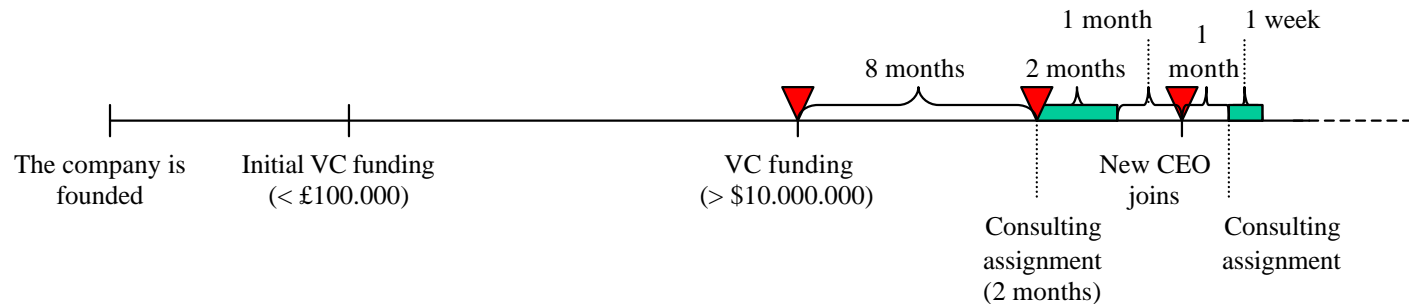 1 month
1 week
1
month
8 months
2 months
The company is
founded
Initial VC funding
(< £100.000)
VC funding
(> $10.000.000)
New CEO
joins
Consulting
assignment
(2 months)
Consulting
assignment